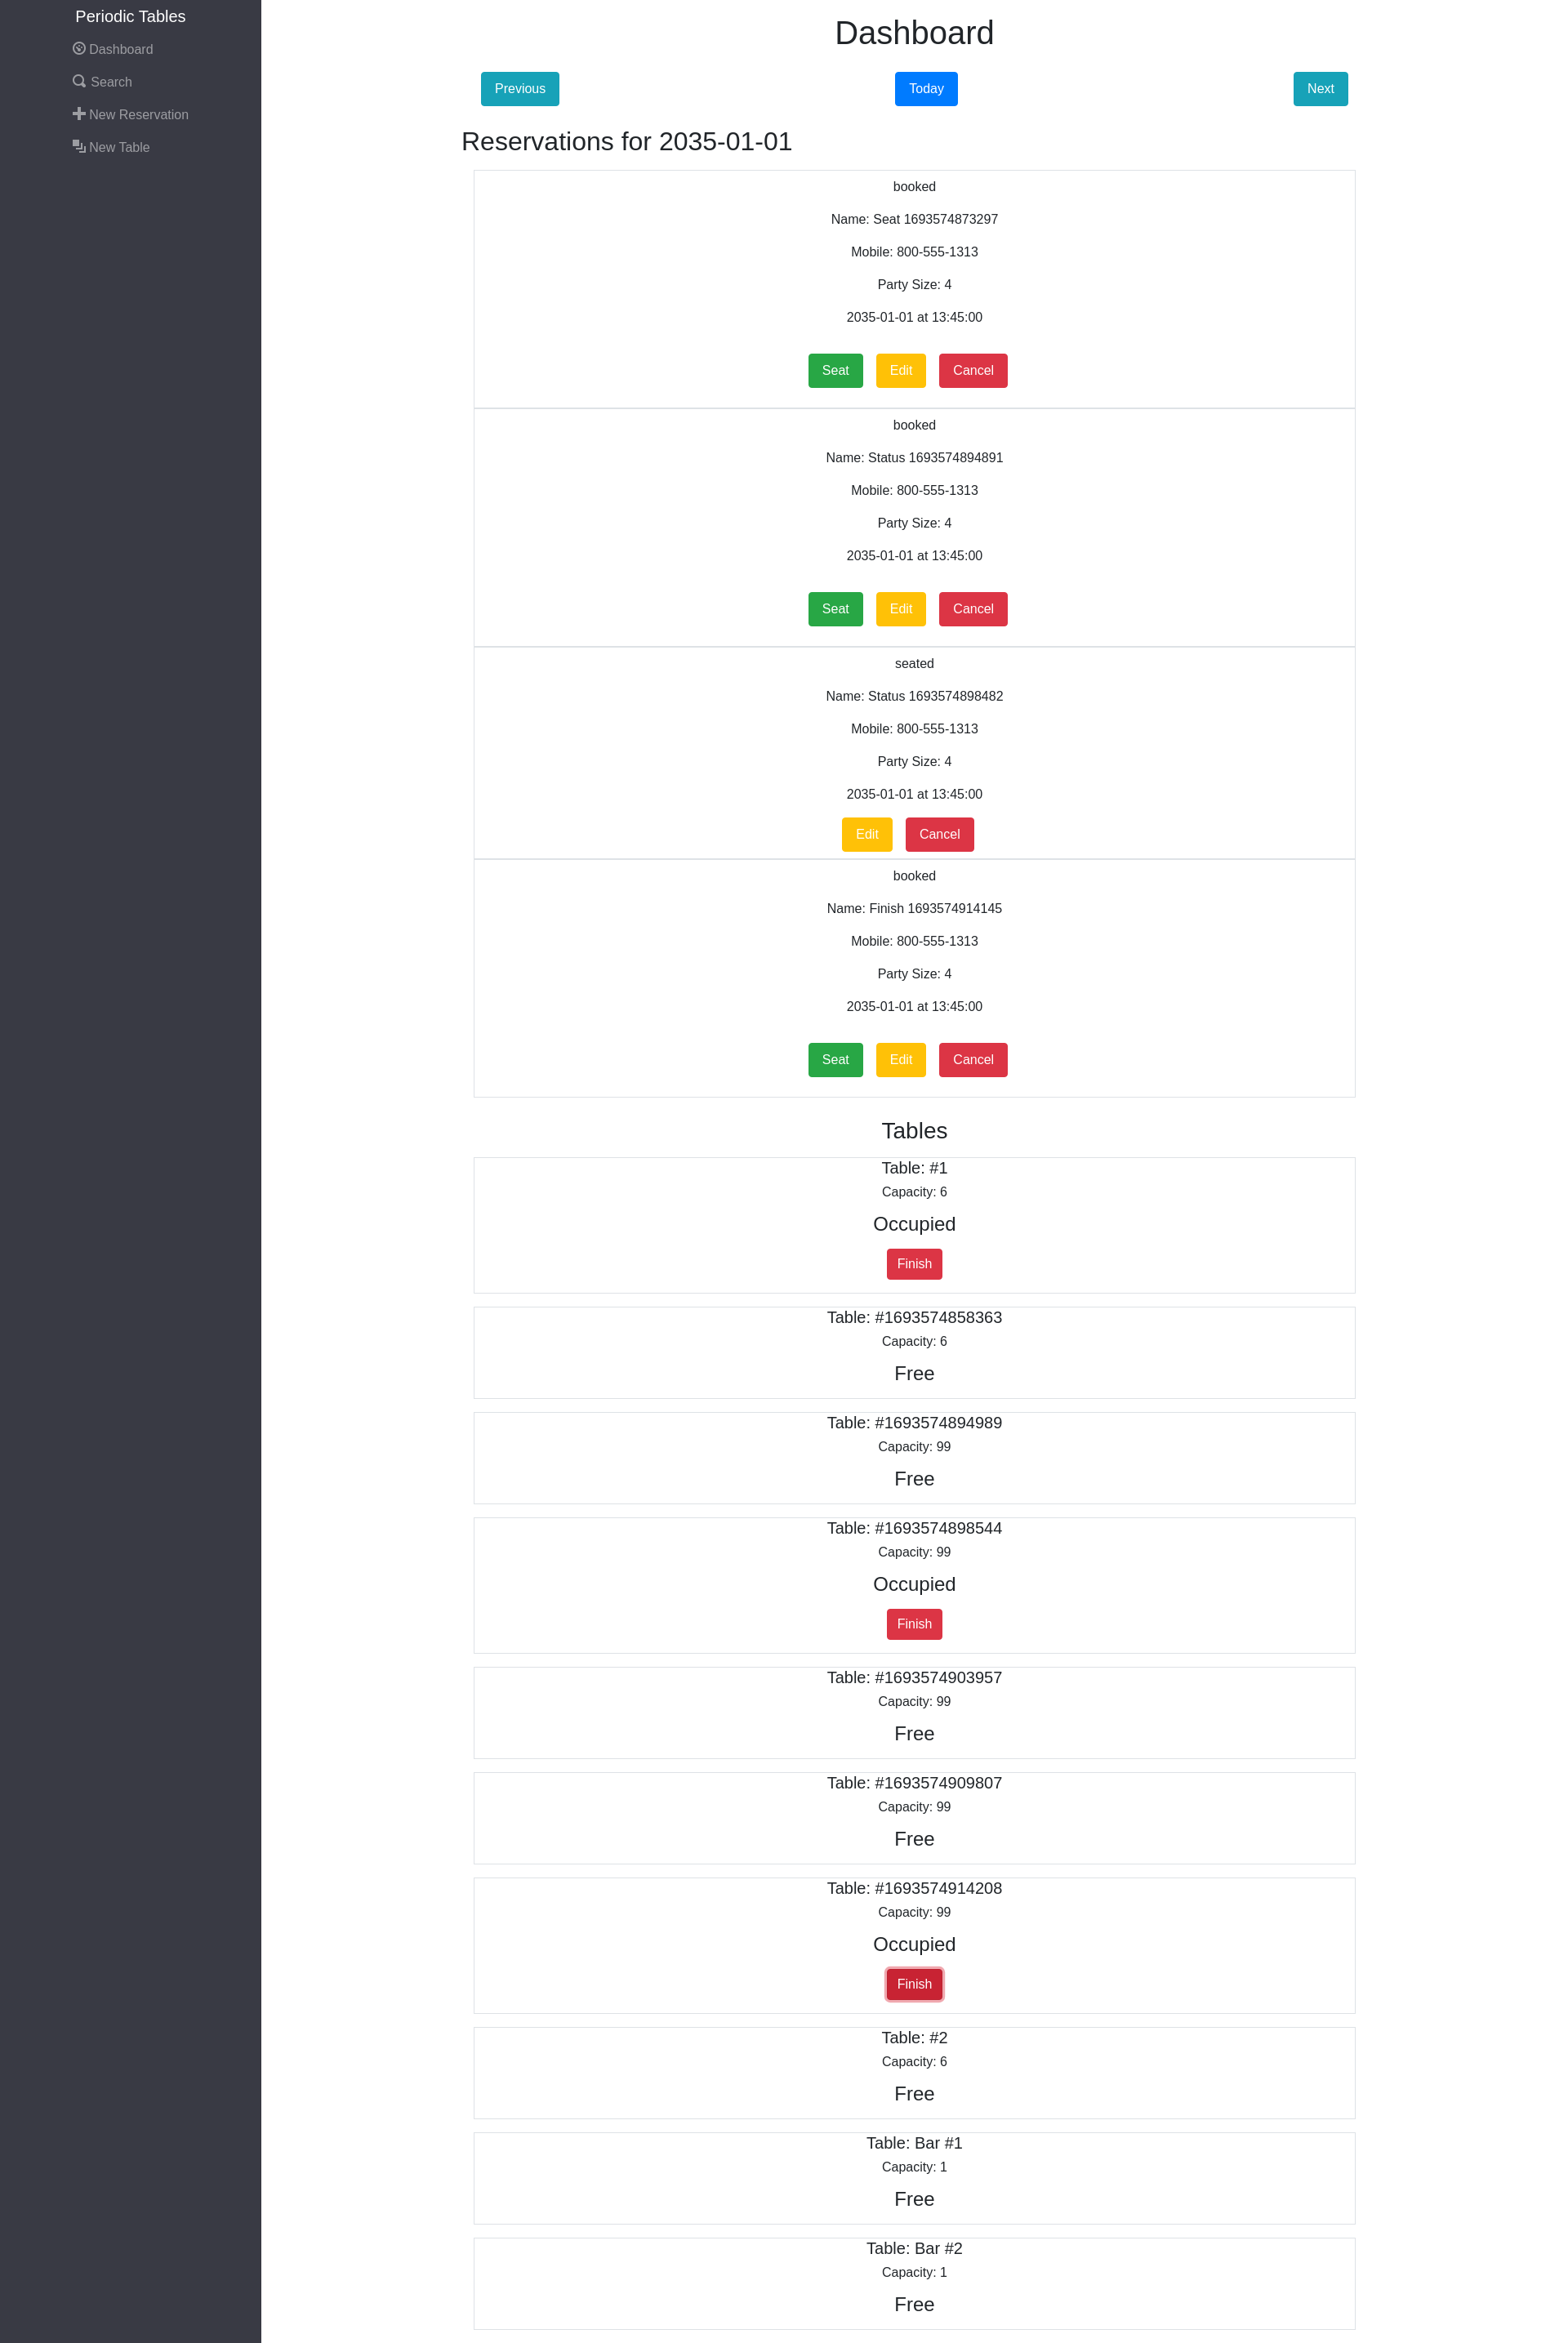 Periodic Tables
Dashboard
Search
New Reservation
New Table
Dashboard
Previous Today Next
Reservations for 2035-01-01
booked
Name: Seat 1693574873297
Mobile: 800-555-1313
Party Size: 4
2035-01-01 at 13:45:00
Seat Edit Cancel
booked
Name: Status 1693574894891
Mobile: 800-555-1313
Party Size: 4
2035-01-01 at 13:45:00
Seat Edit Cancel
seated
Name: Status 1693574898482
Mobile: 800-555-1313
Party Size: 4
2035-01-01 at 13:45:00
Edit Cancel
booked
Name: Finish 1693574914145
Mobile: 800-555-1313
Party Size: 4
2035-01-01 at 13:45:00
Seat Edit Cancel
Tables
Table: #1
Capacity: 6
Occupied
Finish
Table: #1693574858363
Capacity: 6
Free
Table: #1693574894989
Capacity: 99
Free
Table: #1693574898544
Capacity: 99
Occupied
Finish
Table: #1693574903957
Capacity: 99
Free
Table: #1693574909807
Capacity: 99
Free
Table: #1693574914208
Capacity: 99
Occupied
Finish
Table: #2
Capacity: 6
Free
Table: Bar #1
Capacity: 1
Free
Table: Bar #2
Capacity: 1
Free